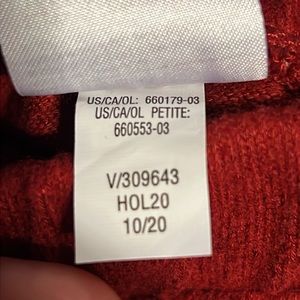 US/CA/OL: 660179-03
US/CA/OL PETITE:
660553-03
V/309643
HOL20
10/20